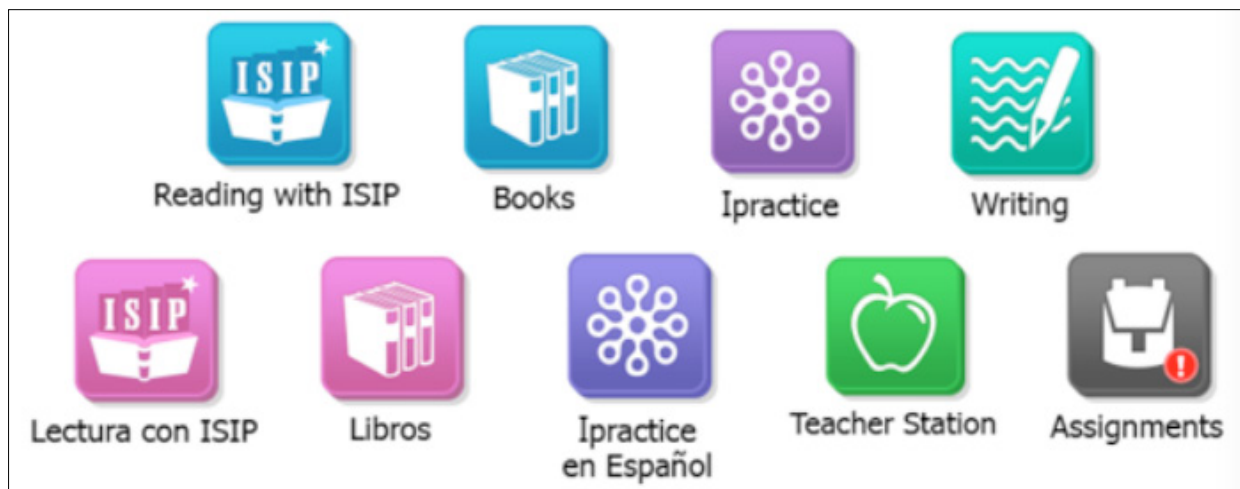 ISIP
Reading with ISIP
Books
Ipractice
Writing
ISIP
Lectura con ISIP
Libros
Ipractice
en Español
Teacher Station
!
Assignments